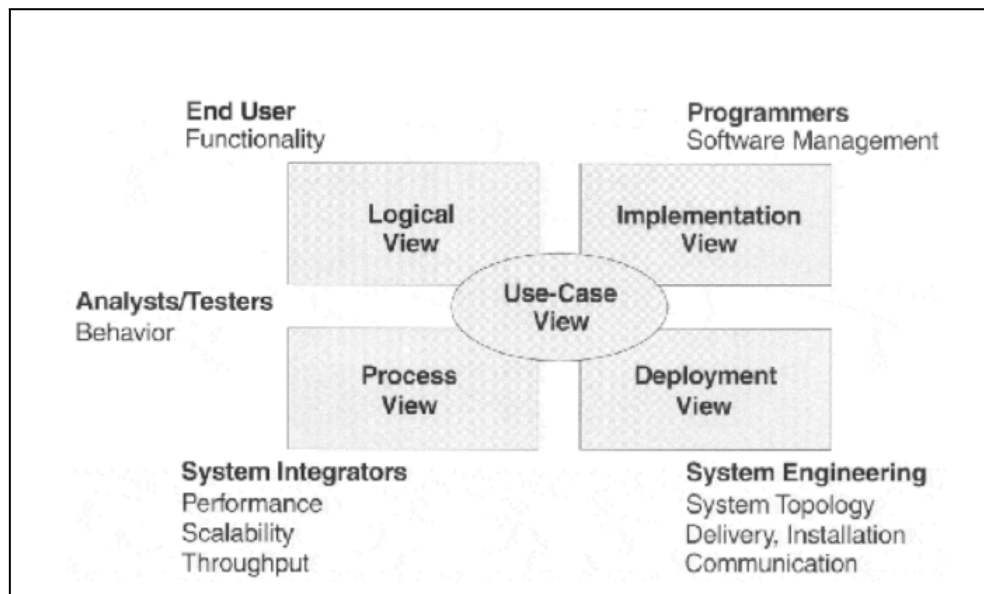 End User
Functionality
Programmers
Software Management
Logical
View
Implementation
View
Analysts/Testers
Behavior
Use-Case
View
Process
View
Deployment
View
System Integrators
Performance
Scalability
Throughput
System Engineering
System Topology
Delivery, Installation
Communication